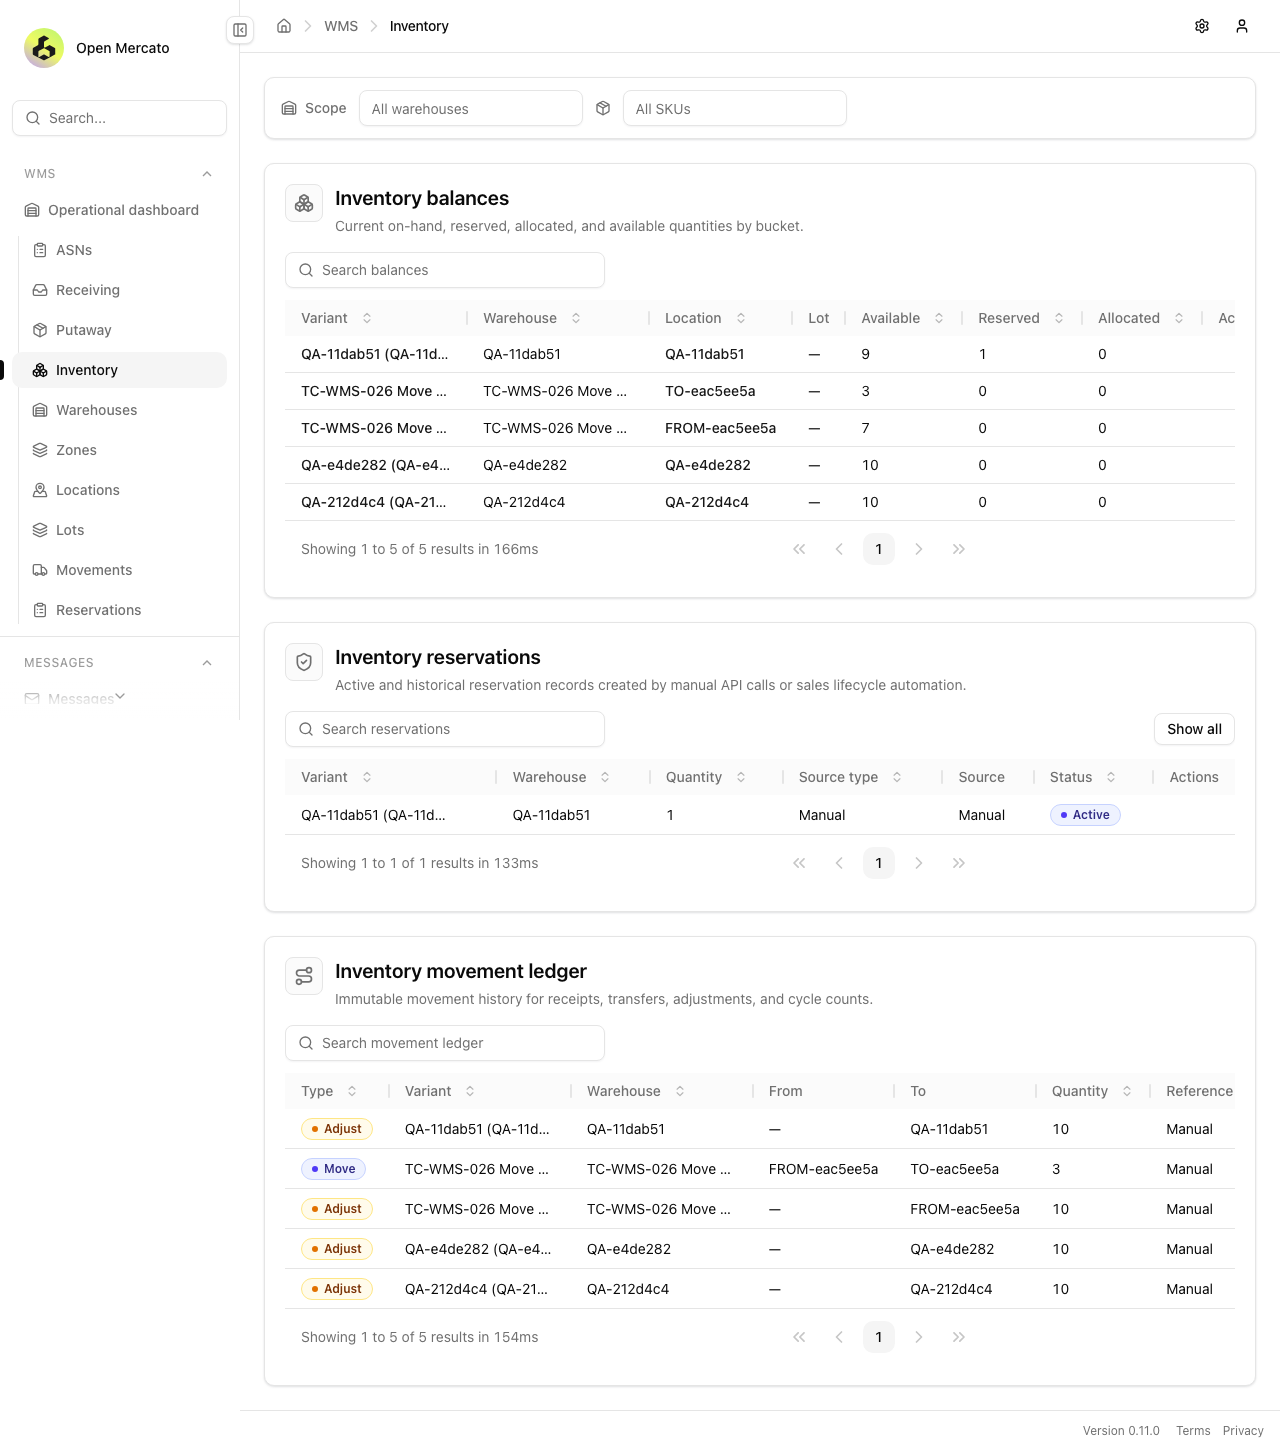 Open Mercato
Search...
WMS
Operational dashboard
ASNs
Receiving
Putaway
Inventory
Warehouses
Zones
Locations
Lots
Movements
Reservations
MESSAGES
Messages
WMS Inventory
Scope All warehouses All SKUs
Inventory balances
Current on-hand, reserved, allocated, and available quantities by bucket.
Search balances
Variant Warehouse Location Lot Available Reserved Allocated Ac
QA-11dab51 (QA-11d... QA-11dab51 QA-11dab51 — 9 1 0
TC-WMS-026 Move ... TC-WMS-026 Move ... TO-eac5ee5a — 3 0 0
TC-WMS-026 Move ... TC-WMS-026 Move ... FROM-eac5ee5a — 7 0 0
QA-e4de282 (QA-e4... QA-e4de282 QA-e4de282 — 10 0 0
QA-212d4c4 (QA-21... QA-212d4c4 QA-212d4c4 — 10 0 0
Showing 1 to 5 of 5 results in 166ms 1
Inventory reservations
Active and historical reservation records created by manual API calls or sales lifecycle automation.
Search reservations Show all
Variant Warehouse Quantity Source type Source Status Actions
QA-11dab51 (QA-11d... QA-11dab51 1 Manual Manual Active
Showing 1 to 1 of 1 results in 133ms 1
Inventory movement ledger
Immutable movement history for receipts, transfers, adjustments, and cycle counts.
Search movement ledger
Type Variant Warehouse From To Quantity Reference
Adjust QA-11dab51 (QA-11d... QA-11dab51 — QA-11dab51 10 Manual
Move TC-WMS-026 Move ... TC-WMS-026 Move ... FROM-eac5ee5a TO-eac5ee5a 3 Manual
Adjust TC-WMS-026 Move ... TC-WMS-026 Move ... — FROM-eac5ee5a 10 Manual
Adjust QA-e4de282 (QA-e4... QA-e4de282 — QA-e4de282 10 Manual
Adjust QA-212d4c4 (QA-21... QA-212d4c4 — QA-212d4c4 10 Manual
Showing 1 to 5 of 5 results in 154ms 1
Version 0.11.0 Terms Privacy